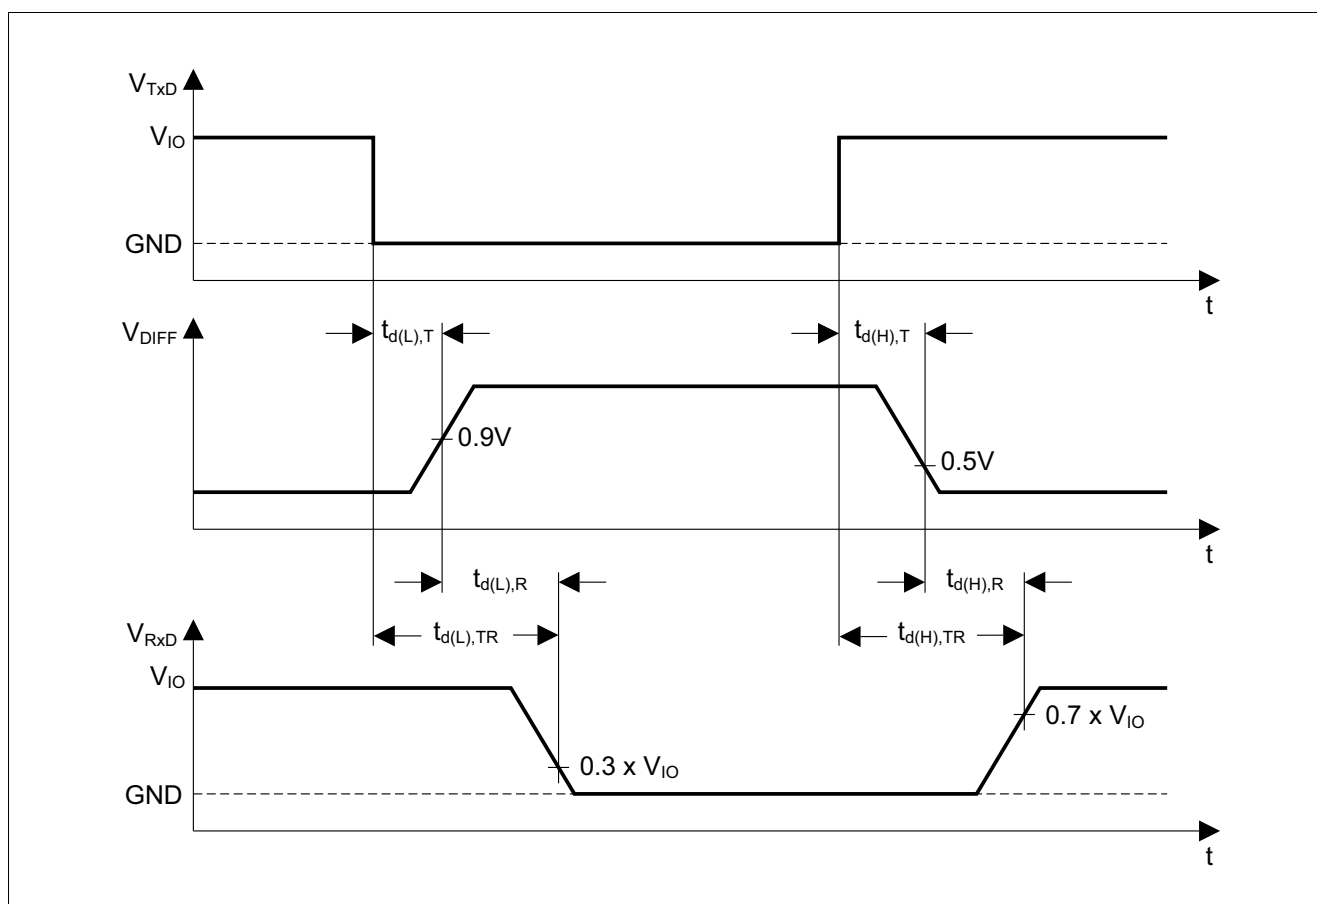 V_TxD
V_IO
GND
t
V_DIFF
t_d(L),T
t_d(H),T
0.9V
0.5V
t
t_d(L),R
t_d(H),R
V_RxD
t_d(L),TR
t_d(H),TR
V_IO
0.7 x V_IO
0.3 x V_IO
GND
t